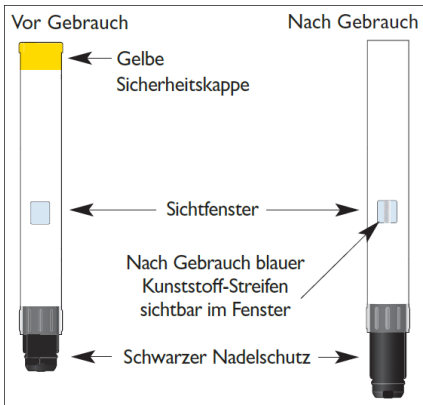 Vor Gebrauch
Nach Gebrauch
Gelbe
Sicherheitskappe
Sichtfenster
Nach Gebrauch blauer
Kunststoff-Streifen
sichtbar im Fenster
Schwarzer Nadelschutz